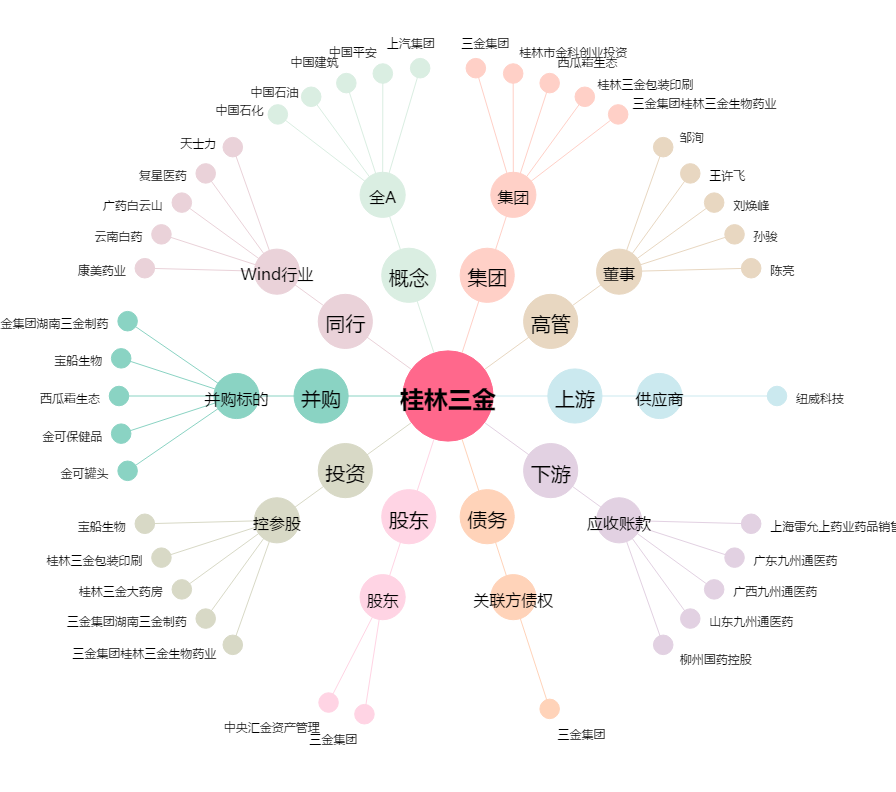 上汽集团
三金集团
中国平安
桂林市金科创业投资
中国建筑
西瓜霜生态
中国石油
桂林三金包装印刷
中国石化
三金集团桂林三金生物药业
天士力
邹洵
复星医药
王许飞
全A
集团
广药白云山
刘焕峰
云南白药
孙骏
康美药业
Wind行业
概念
集团
董事
陈亮
金集团湖南三金制药
同行
高管
宝船生物
西瓜霜生态
并购标的
并购
桂林三金
上游
供应商
纽威科技
金可保健品
金可罐头
投资
下游
宝船生物
控参股
股东
债务
应收账款
上海雷允上药业药品销售
桂林三金包装印刷
广东九州通医药
桂林三金大药房
股东
关联方债权
广西九州通医药
三金集团湖南三金制药
山东九州通医药
三金集团桂林三金生物药业
柳州国药控股
中央汇金资产管理
三金集团
三金集团